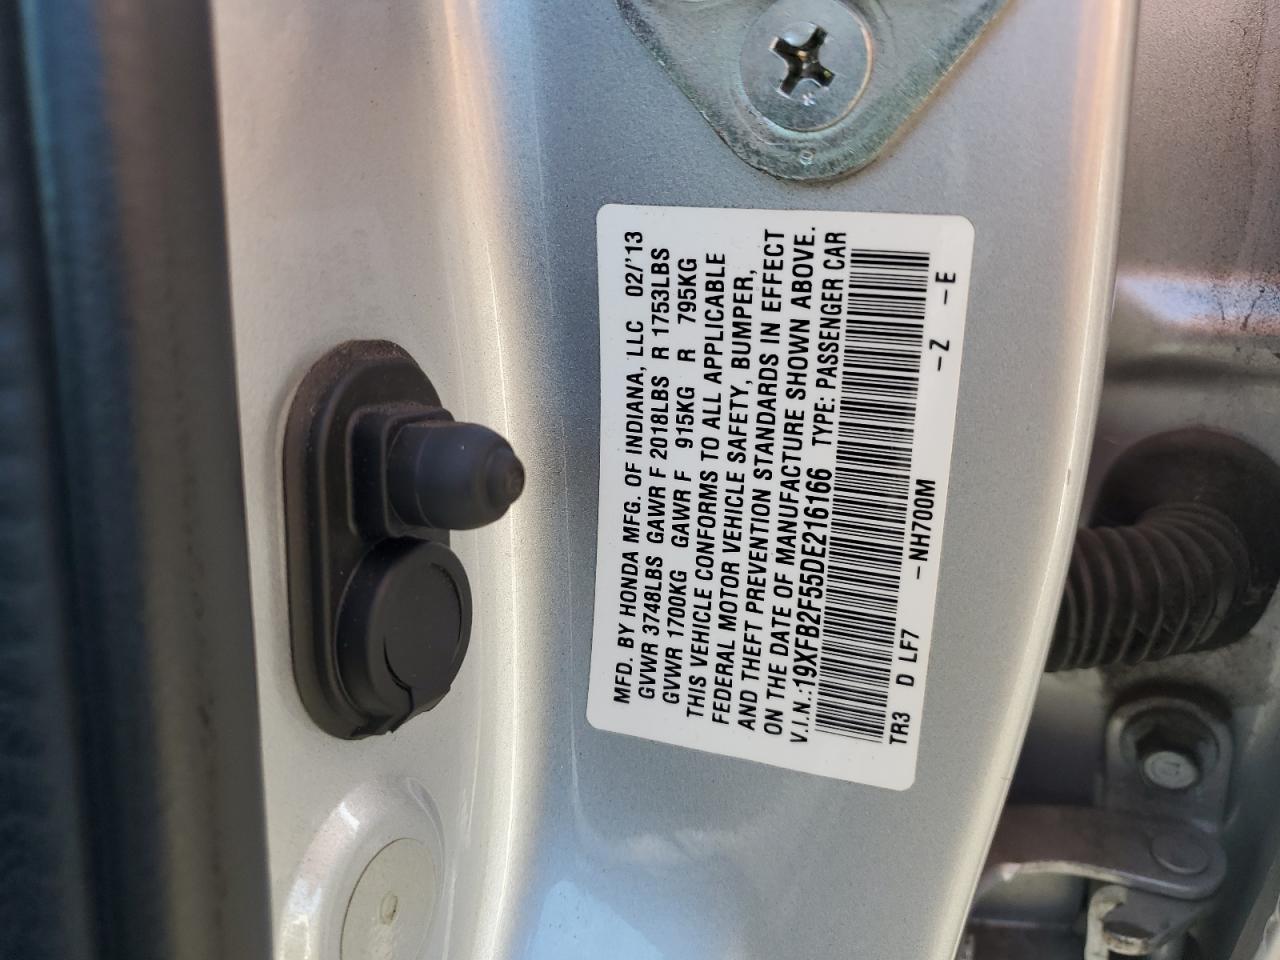 MFD. BY HONDA MFG. OF INDIANA, LLC 02/'13
GVWR 3748LBS GAWR F 2018LBS R 1753LBS
GVWR 1700KG GAWR F 915KG R 795KG
THIS VEHICLE CONFORMS TO ALL APPLICABLE
FEDERAL MOTOR VEHICLE SAFETY, BUMPER,
AND THEFT PREVENTION STANDARDS IN EFFECT
ON THE DATE OF MANUFACTURE SHOWN ABOVE.
V.I.N.:19XFB2F55DE216166 TYPE: PASSENGER CAR
TR3 D LF7 -NH700M -Z -E
8